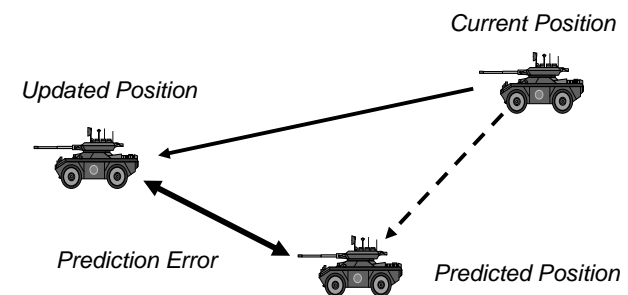 Current Position
Updated Position
Prediction Error
Predicted Position